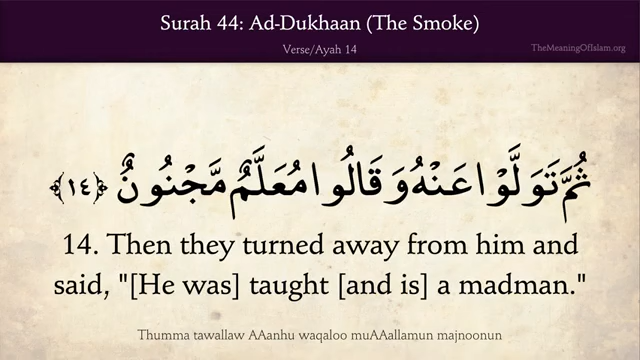 Surah 44: Ad-Dukhaan (The Smoke)
Verse/Ayah 14
TheMeaningOfIslam.org
ثُمَّ تَوَلَّوْا عَنْهُ وَقَالُوا مُعَلَّمٌ مَّجْنُونٌ ﴿١٤﴾
14. Then they turned away from him and
said, "[He was] taught [and is] a madman."
Thumma tawallaw AAanhu waqaloo muAAallamun majnoonun